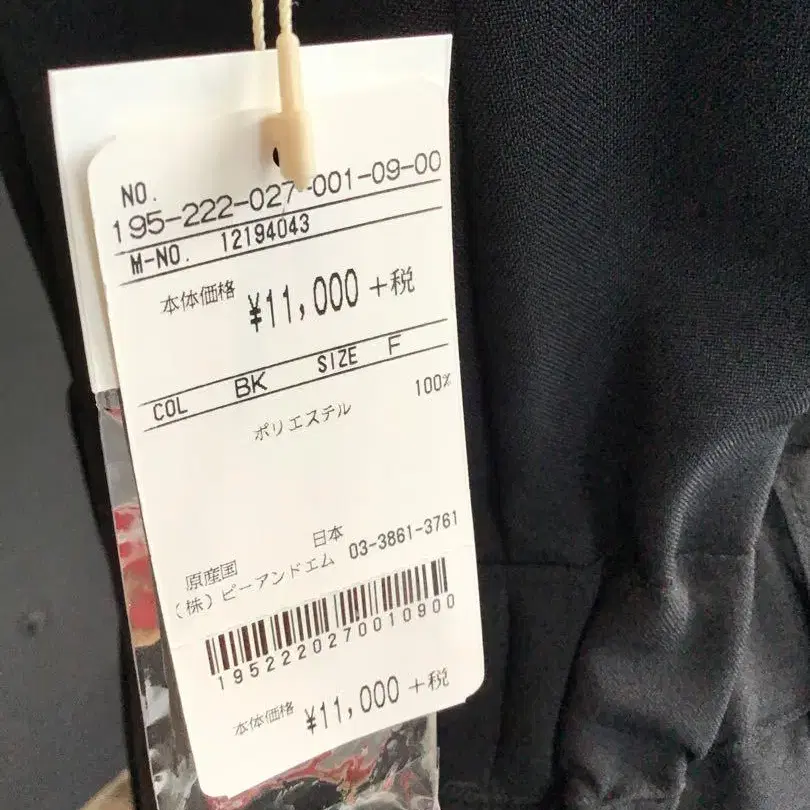 NO.
195-222-027-001-09-00
M-NO. 12194043
本体価格 ¥11,000 +税
COL BK SIZE F
ポリエステル 100%
原産国 日本
(株)ピーアンドエム 03-3861-3761
1952220270010900
本体価格 ¥11,000 +税